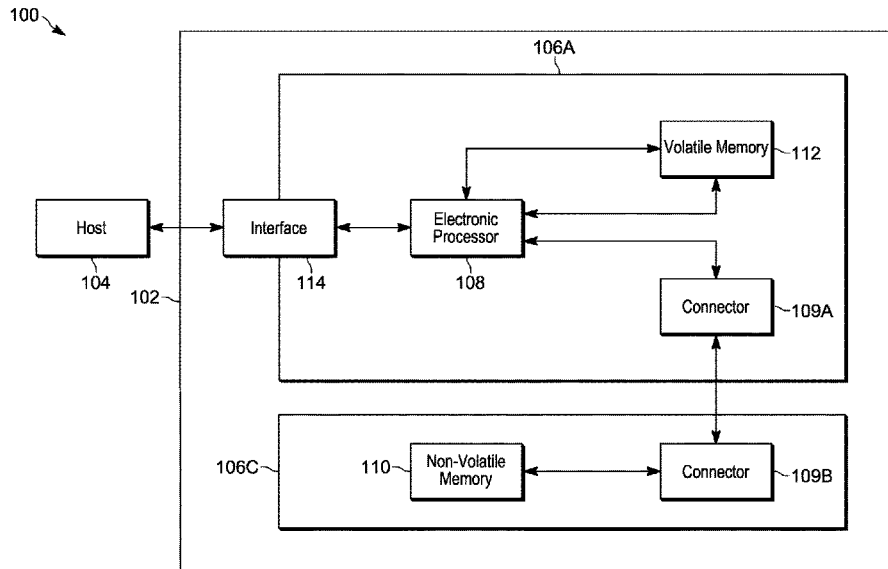 100
106A
Volatile Memory
112
Host
Interface
Electronic
Processor
104
114
108
102
Connector
109A
106C
110
Non-Volatile
Memory
Connector
109B